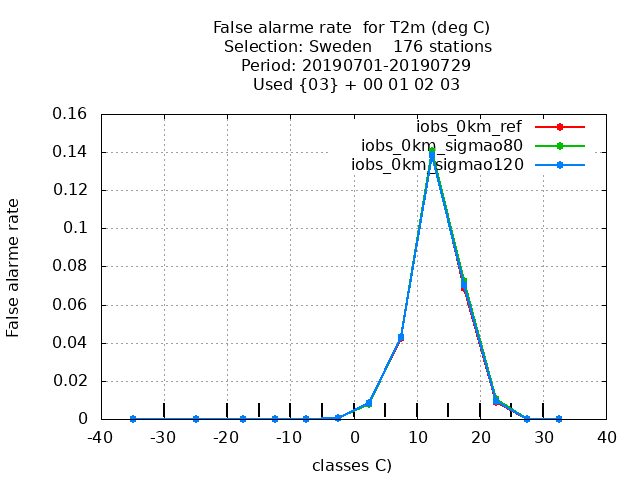 False alarme rate  for T2m (deg C)
Selection: Sweden    176 stations
Period: 20190701-20190729
Used {03} + 00 01 02 03
iobs_0km_ref
iobs_0km_sigmao80
iobs_0km_sigmao120
False alarme rate
0.16
0.14
0.12
0.1
0.08
0.06
0.04
0.02
0
-40 -30 -20 -10 0 10 20 30 40
classes C)